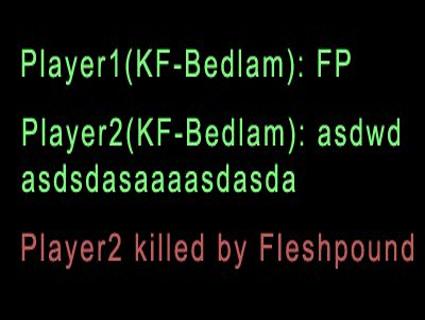 Player1(KF-Bedlam): FP
Player2(KF-Bedlam): asdwd
asdsdasaaaasdasda
Player2 killed by Fleshpound